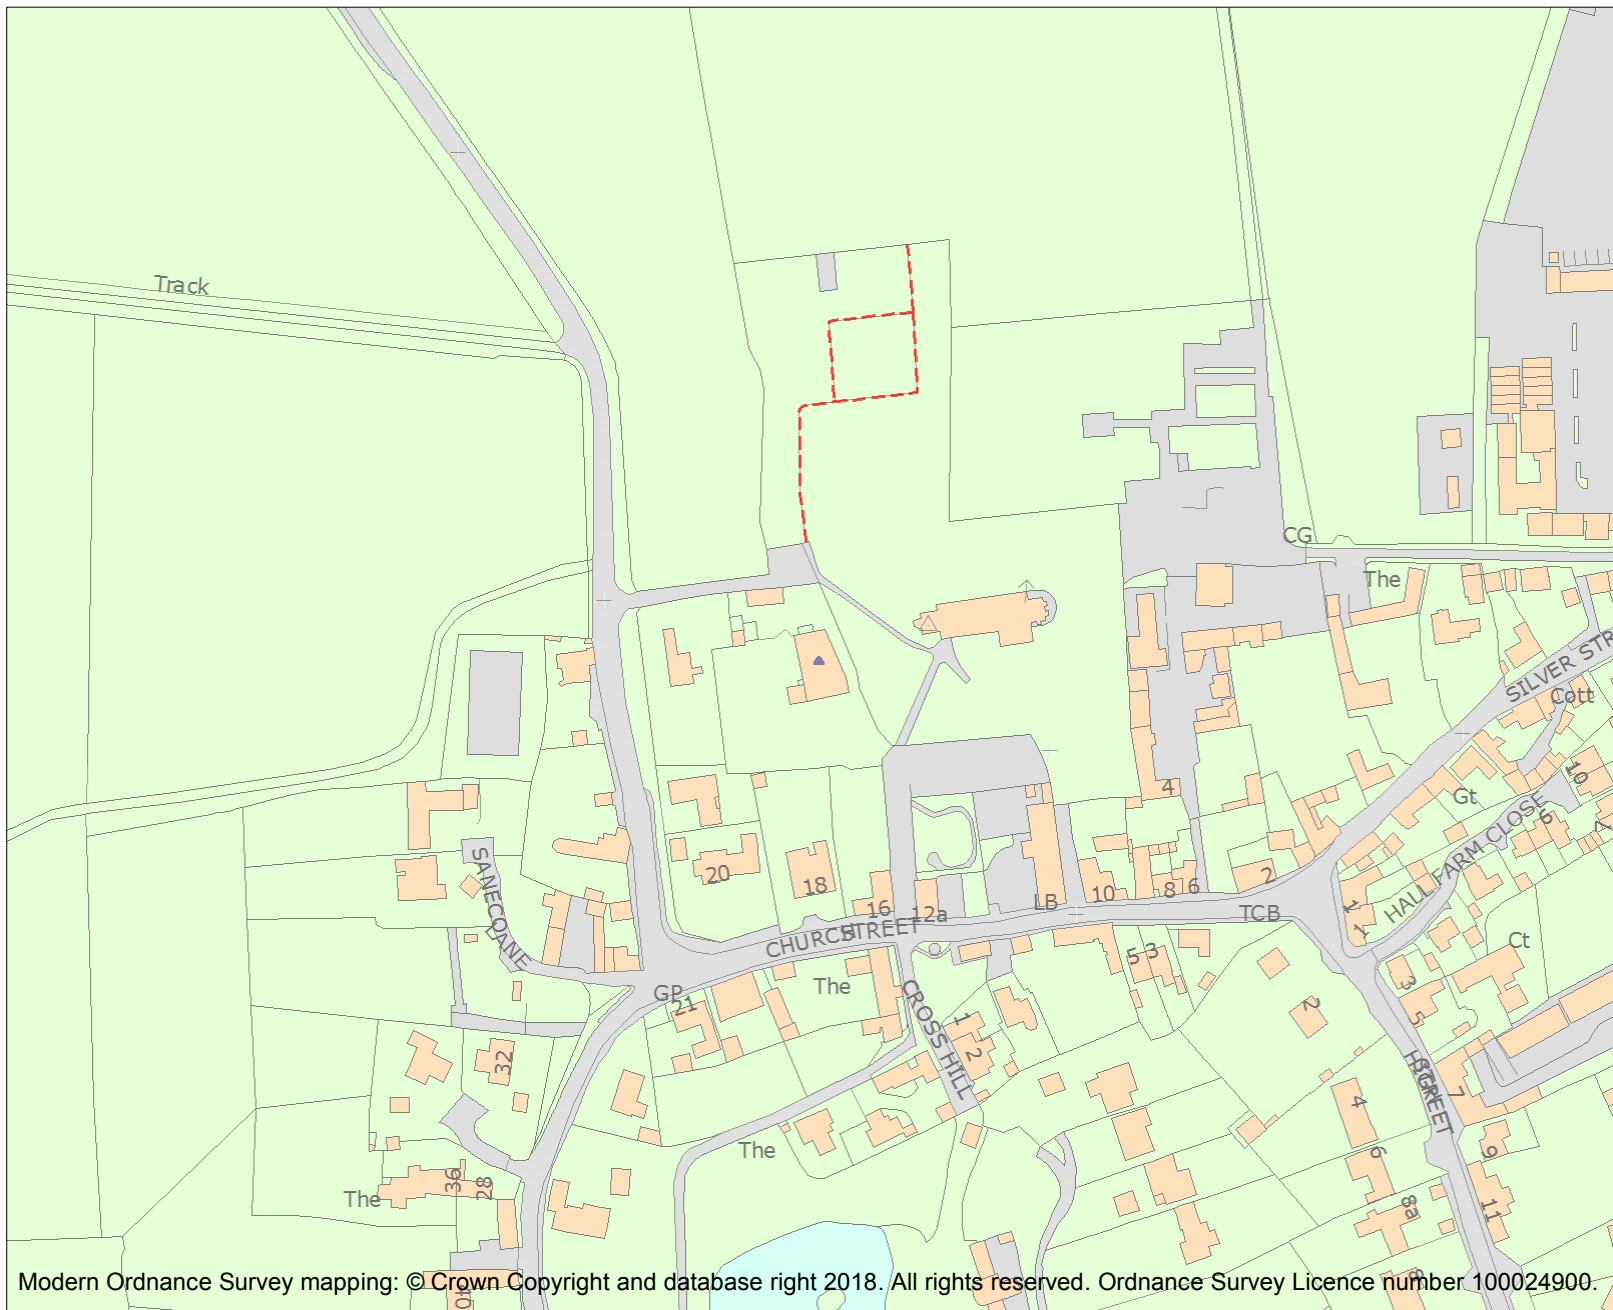 Track
CG
The
SILVER STR
Cott
10
4
Gt
6
HALL FARM CLOSE
SANECO LANE
20
18
16
12a
LB
10
8
6
2
TCB
1
1
CHURCH STREET
5
3
Ct
The
GP
21
CROSS HILL
1
2
3
5
2
HIGH STREET
7
32
4
The
6
9
36
28
The
8a
11
8
Modern Ordnance Survey mapping: © Crown Copyright and database right 2018. All rights reserved. Ordnance Survey Licence number 100024900.